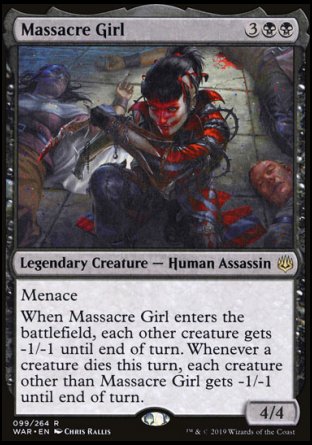 Massacre Girl 3
Legendary Creature — Human Assassin
Menace
When Massacre Girl enters the
battlefield, each other creature gets
-1/-1 until end of turn. Whenever a
creature dies this turn, each creature
other than Massacre Girl gets -1/-1
until end of turn.
4/4
099/264 R
WAR • EN CHRIS RALLIS
™ & © 2019 Wizards of the Coast